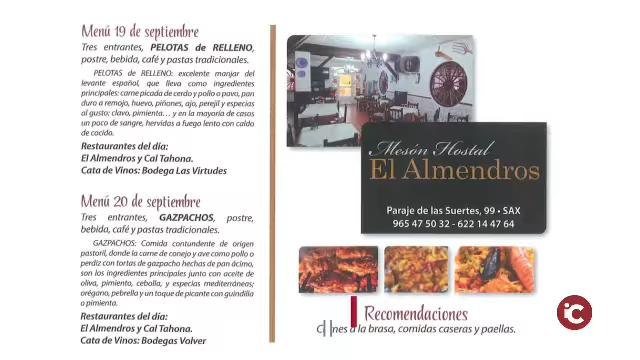 Menú 19 de septiembre
Tres entrantes, PELOTAS de RELLENO,
postre, bebida, café y pastas tradicionales.
PELOTAS de RELLENO: excelente manjar del
levante español, que lleva como ingredientes
principales: carne picada de cerdo y pollo o pavo, pan
duro a remojo, huevo, piñones, ajo, perejil y especias
al gusto; clavo, pimienta... y en la mayoría de casos
un poco de sangre, hervidas a fuego lento con caldo
de cocido.
Restaurantes del día:
El Almendros y Cal Tahona.
Cata de Vinos: Bodega Las Virtudes
Menú 20 de septiembre
Tres entrantes, GAZPACHOS, postre,
bebida, café y pastas tradicionales.
GAZPACHOS: Comida contundente de origen
pastoril, donde la carne de conejo y ave como pollo o
perdiz con tortas de gazpacho hechas de pan ácimo,
son los ingredientes principales junto con aceite de
oliva, pimiento, cebolla, y especias mediterráneas;
orégano, pebrella y un toque de picante con guindilla
o pimienta.
Restaurantes del día:
El Almendros y Cal Tahona.
Cata de Vinos: Bodegas Volver
Mesón Hostal
El Almendros
Paraje de las Suertes, 99 • SAX
965 47 50 32 - 622 14 47 64
Recomendaciones
nes a la brasa, comidas caseras y paellas.
iC